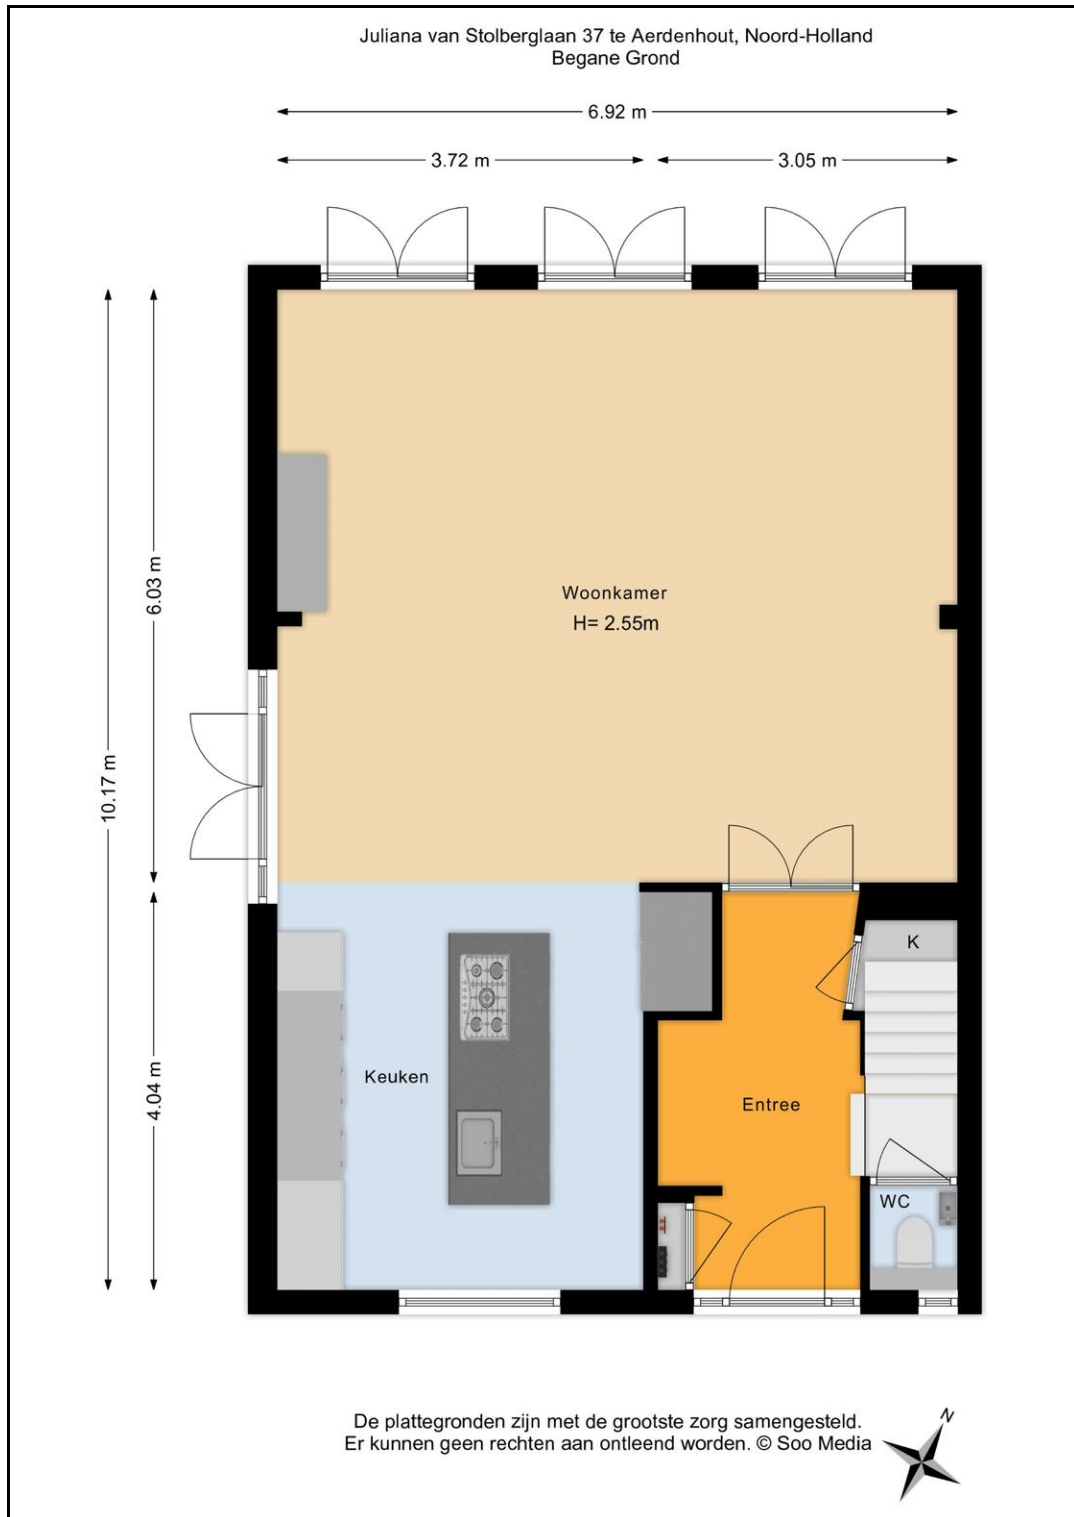 Juliana van Stolberglaan 37 te Aerdenhout, Noord-Holland
Begane Grond
6.92 m
3.72 m
3.05 m
6.03 m
10.17 m
4.04 m
Woonkamer
H= 2.55m
K
Keuken
Entree
WC
De plattegronden zijn met de grootste zorg samengesteld.
Er kunnen geen rechten aan ontleend worden. © Soo Media
N